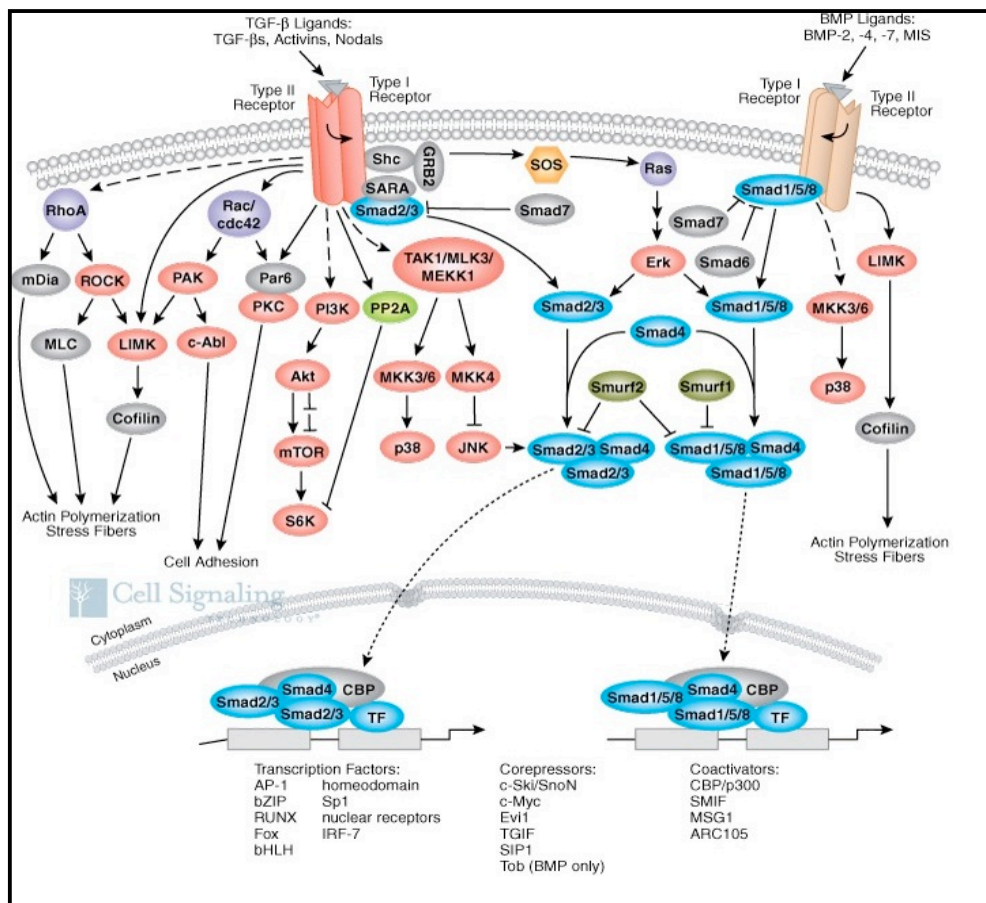 TGF-β Ligands:
TGF-βs, Activins, Nodals
BMP Ligands:
BMP-2, -4, -7, MIS
Type II
Receptor
Type I
Receptor
Type I
Receptor
Type II
Receptor
Shc
GRB2
SOS
Ras
SARA
Smad2/3
Smad7
Smad1/5/8
RhoA
Rac/
cdc42
Smad7
Smad6
mDia
ROCK
PAK
Par6
PKC
TAK1/MLK3/
MEKK1
Erk
LIMK
PI3K
PP2A
Smad2/3
Smad1/5/8
MKK3/6
MLC
LIMK
c-Abl
Smad4
Akt
MKK3/6
MKK4
Smurf2
Smurf1
p38
Cofilin
mTOR
p38
JNK
Smad2/3
Smad4
Smad2/3
Smad1/5/8
Smad4
Smad1/5/8
Cofilin
S6K
Actin Polymerization
Stress Fibers
Cell Adhesion
Actin Polymerization
Stress Fibers
Cell Signaling
TECHNOLOGY®
Cytoplasm
Nucleus
Smad2/3
Smad4
CBP
Smad2/3
TF
Smad1/5/8
Smad4
CBP
Smad1/5/8
TF
Transcription Factors:
AP-1 homeodomain
bZIP Sp1
RUNX nuclear receptors
Fox IRF-7
bHLH
Corepressors:
c-Ski/SnoN
c-Myc
Evi1
TGIF
SIP1
Tob (BMP only)
Coactivators:
CBP/p300
SMIF
MSG1
ARC105